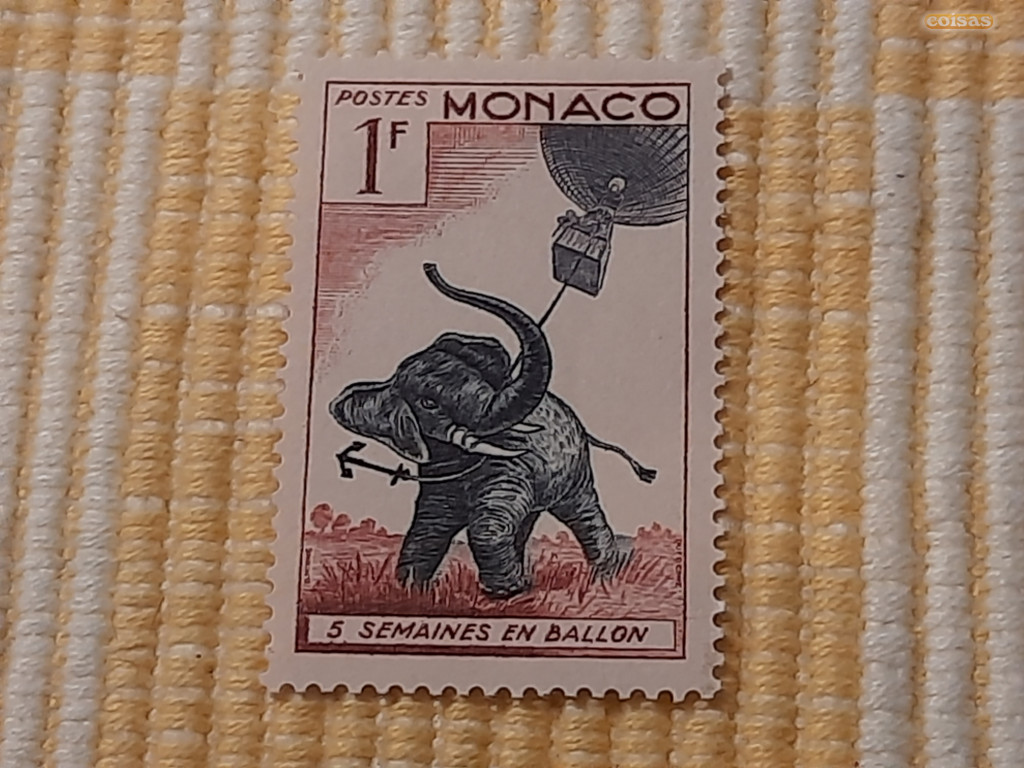 coisas
POSTES MONACO
1F
5 SEMAINES EN BALLON